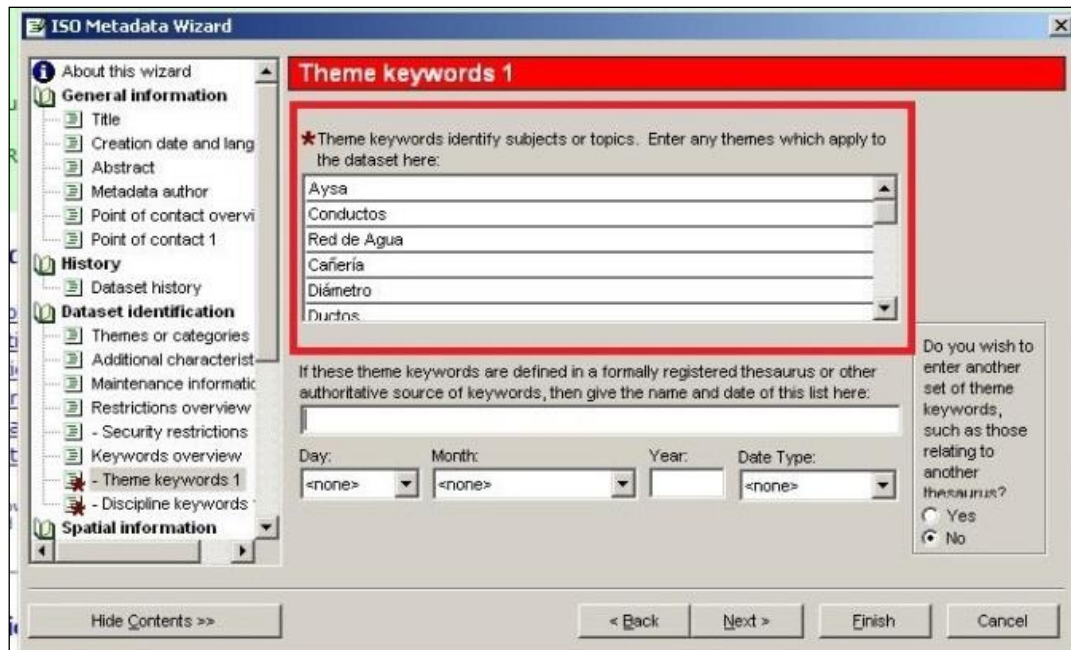 ISO Metadata Wizard
About this wizard
General information
Title
Creation date and lang
Abstract
Metadata author
Point of contact overvi
Point of contact 1
History
Dataset history
Dataset identification
Themes or categories
Additional characterist
Maintenance informatic
Restrictions overview
- Security restrictions
Keywords overview
- Theme keywords 1
- Discipline keywords
Spatial information
Theme keywords 1
Theme keywords identify subjects or topics. Enter any themes which apply to
the dataset here:
Aysa
Conductos
Red de Agua
Cañería
Diámetro
Ductos
If these theme keywords are defined in a formally registered thesaurus or other
authoritative source of keywords, then give the name and date of this list here:
Day:
Month:
Year:
Date Type:
<none>
<none>
<none>
Do you wish to
enter another
set of theme
keywords,
such as those
relating to
another
thesaurus?
Yes
No
Hide Contents >>
< Back
Next >
Finish
Cancel